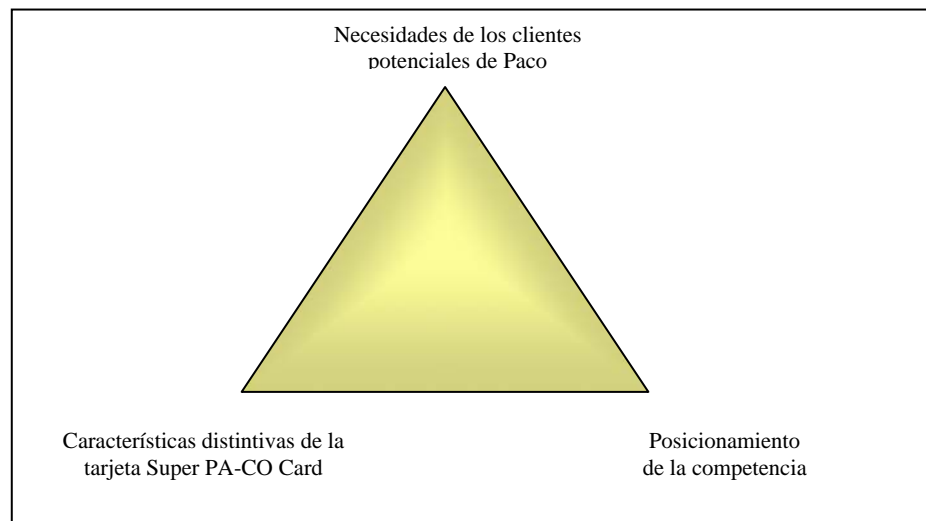 Necesidades de los clientes
potenciales de Paco
Características distintivas de la
tarjeta Super PA-CO Card
Posicionamiento
de la competencia